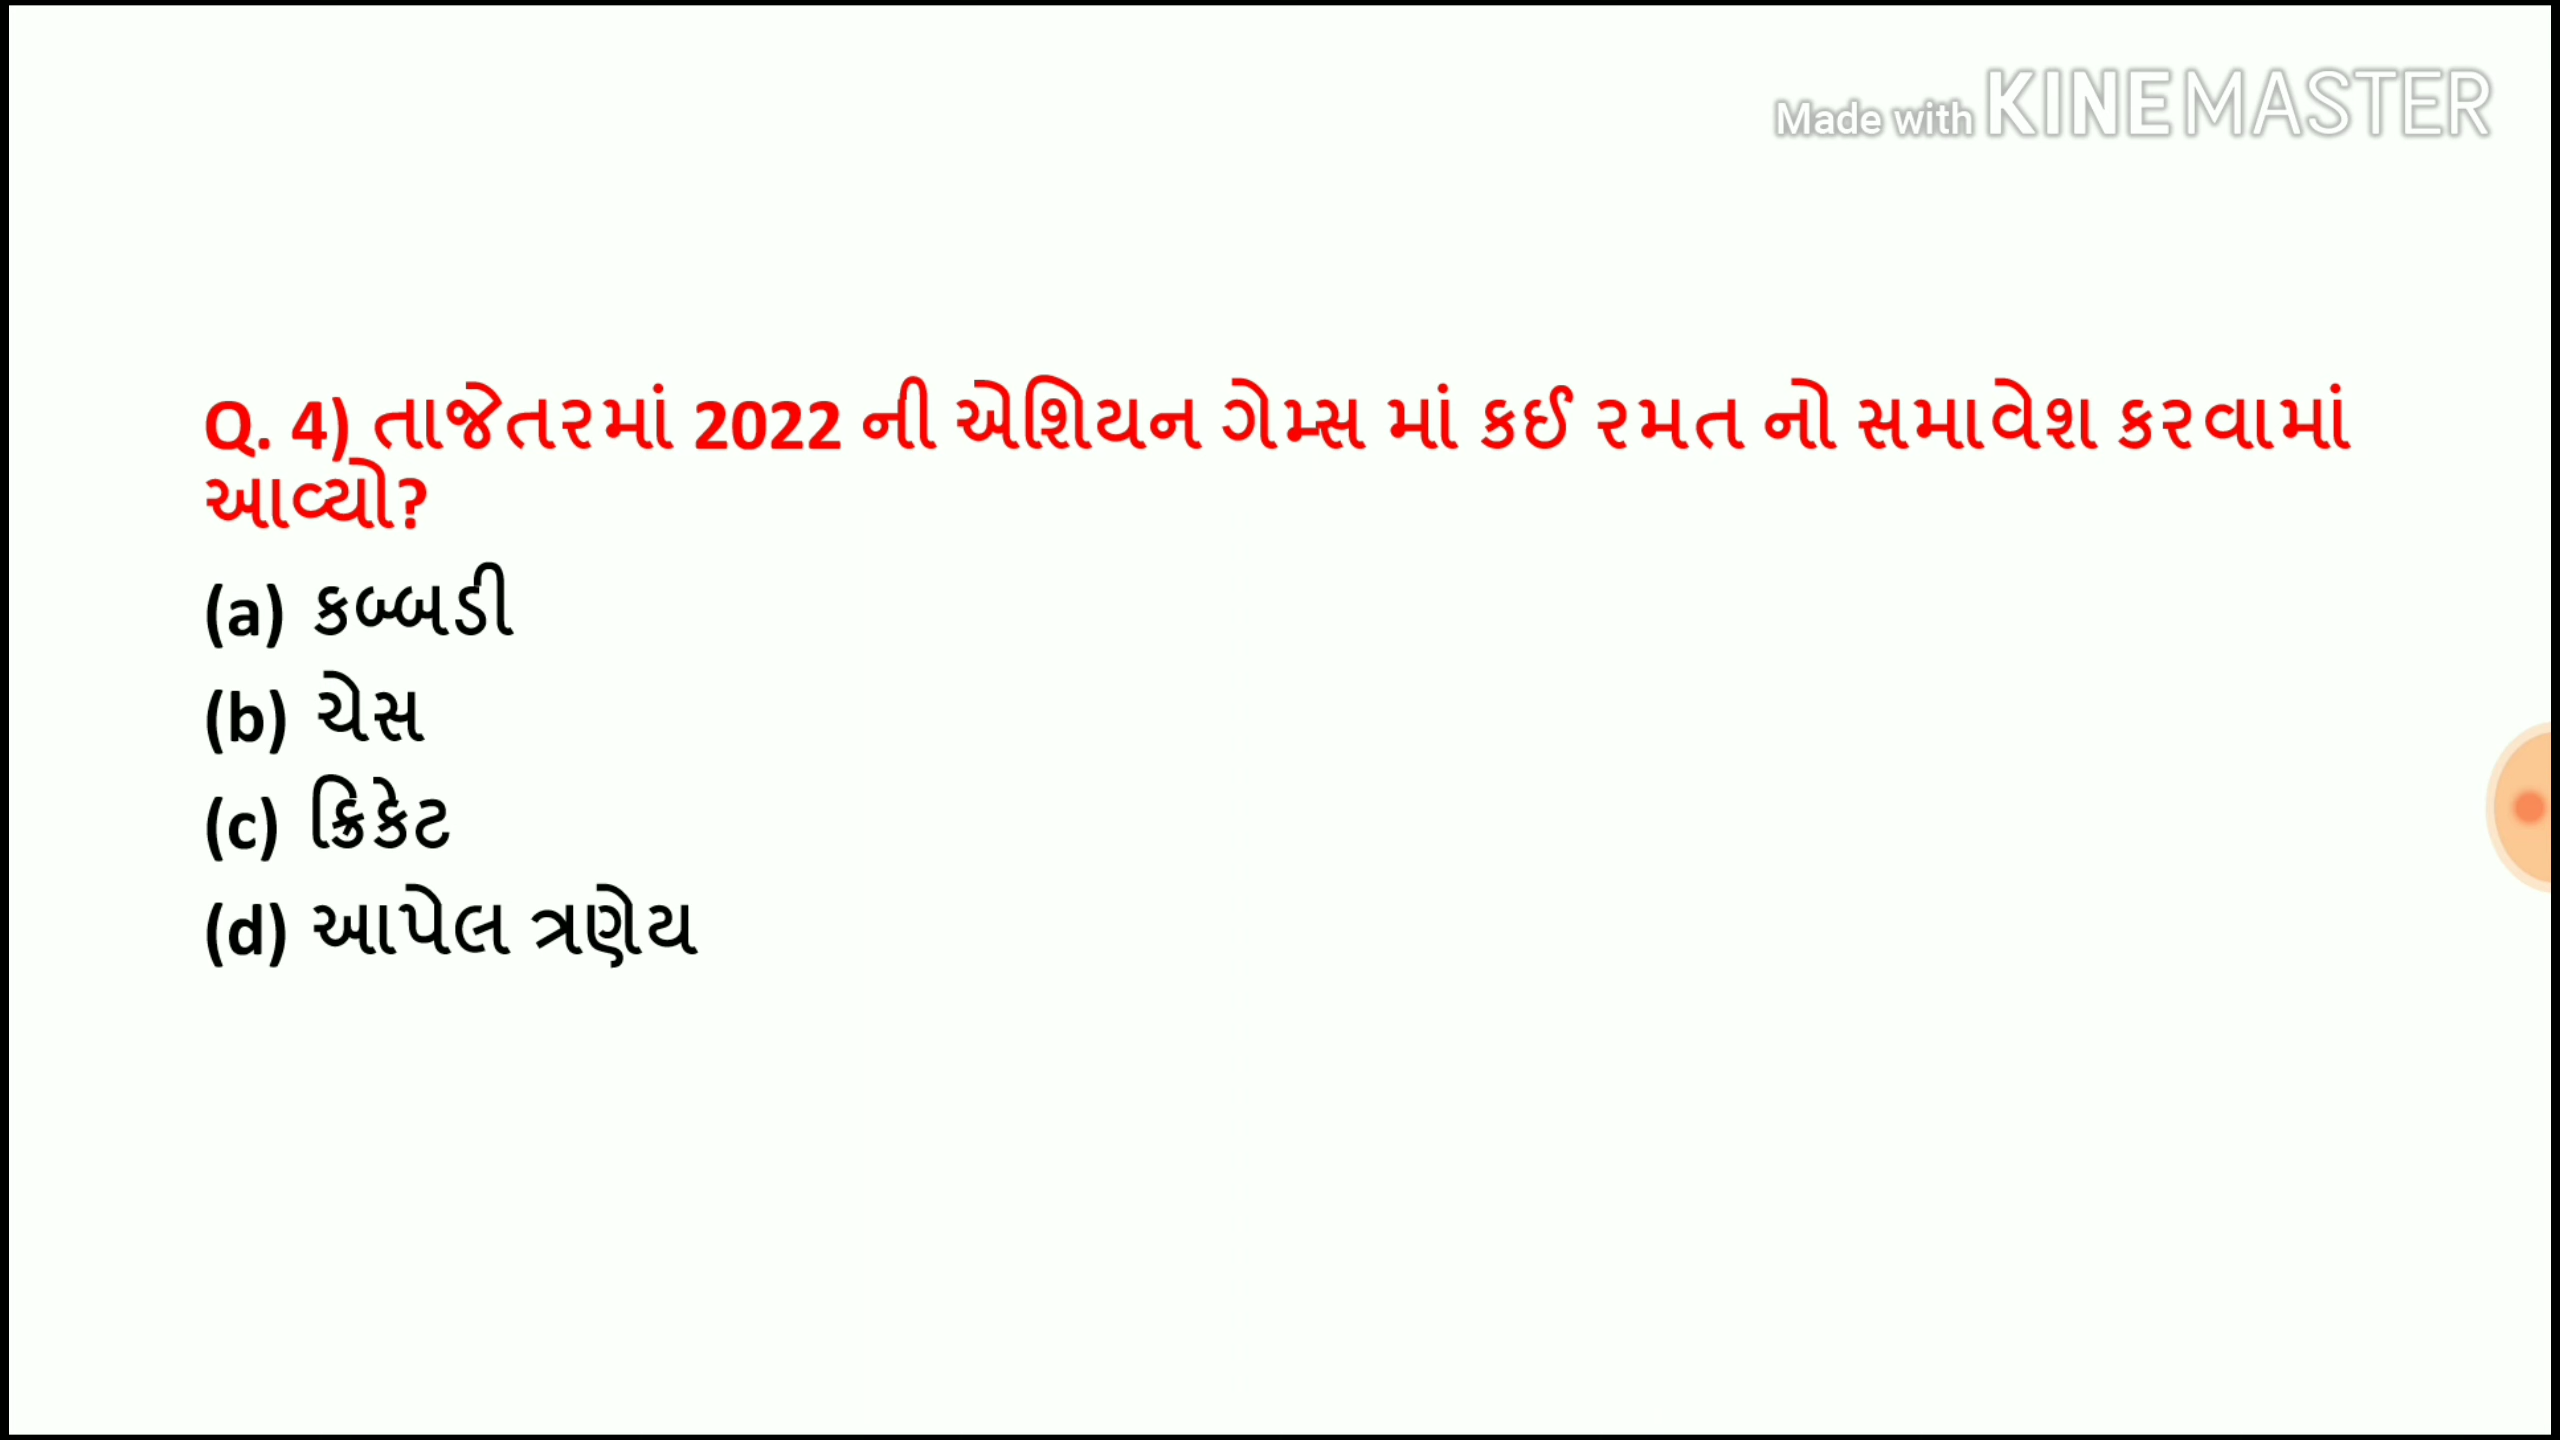 Made with KINEMASTER
Q. 4) તાજેતરમાં 2022 ની એશિયન ગેમ્સ માં કઈ રમત નો સમાવેશ કરવામાં
આવ્યો?
(a) કબ્બડી
(b) ચેસ
(c) ક્રિકેટ
(d) આપેલ ત્રણેય